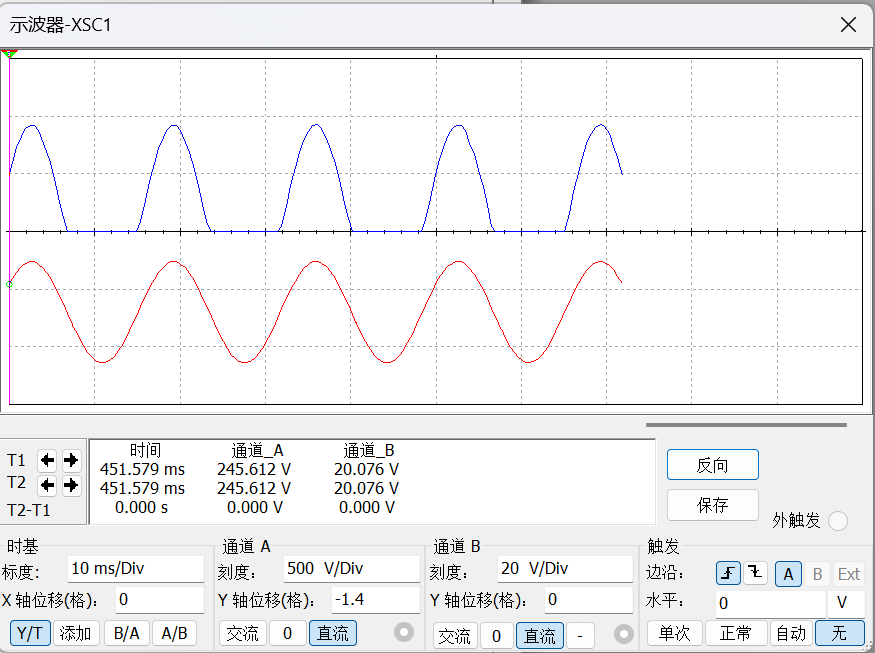 示波器-XSC1
时间 通道_A 通道_B
T1 451.579 ms 245.612 V 20.076 V
T2 451.579 ms 245.612 V 20.076 V
T2-T1 0.000 s 0.000 V 0.000 V
反向
保存
外触发
时基
标度: 10 ms/Div
X 轴位移(格): 0
Y/T 添加 B/A A/B
通道 A
刻度: 500 V/Div
Y 轴位移(格): -1.4
交流 0 直流
通道 B
刻度: 20 V/Div
Y 轴位移(格): 0
交流 0 直流 -
触发
边沿: A B Ext
水平: 0 V
单次 正常 自动 无